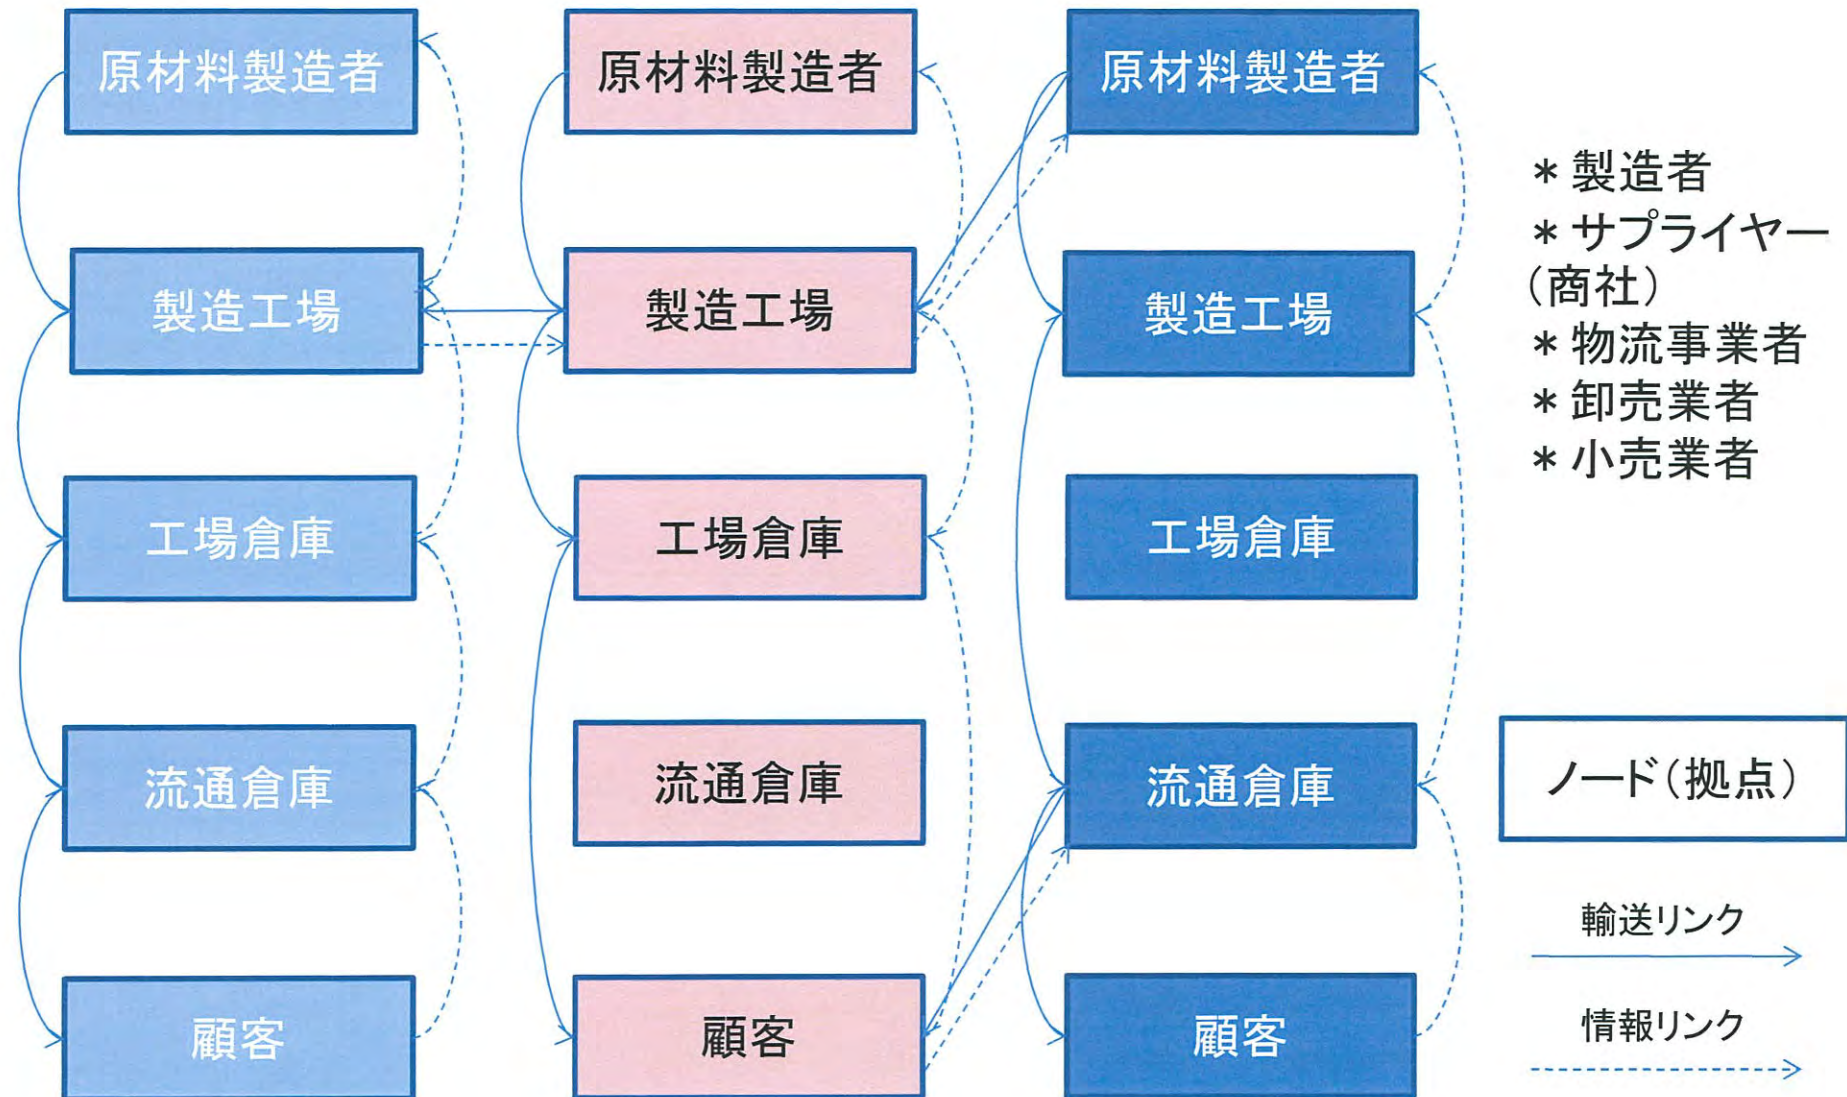 原材料製造者
製造工場
工場倉庫
流通倉庫
顧客
原材料製造者
製造工場
工場倉庫
流通倉庫
顧客
原材料製造者
製造工場
工場倉庫
流通倉庫
顧客
＊製造者
＊サプライヤー
（商社）
＊物流事業者
＊卸売業者
＊小売業者
ノード（拠点）
輸送リンク
情報リンク